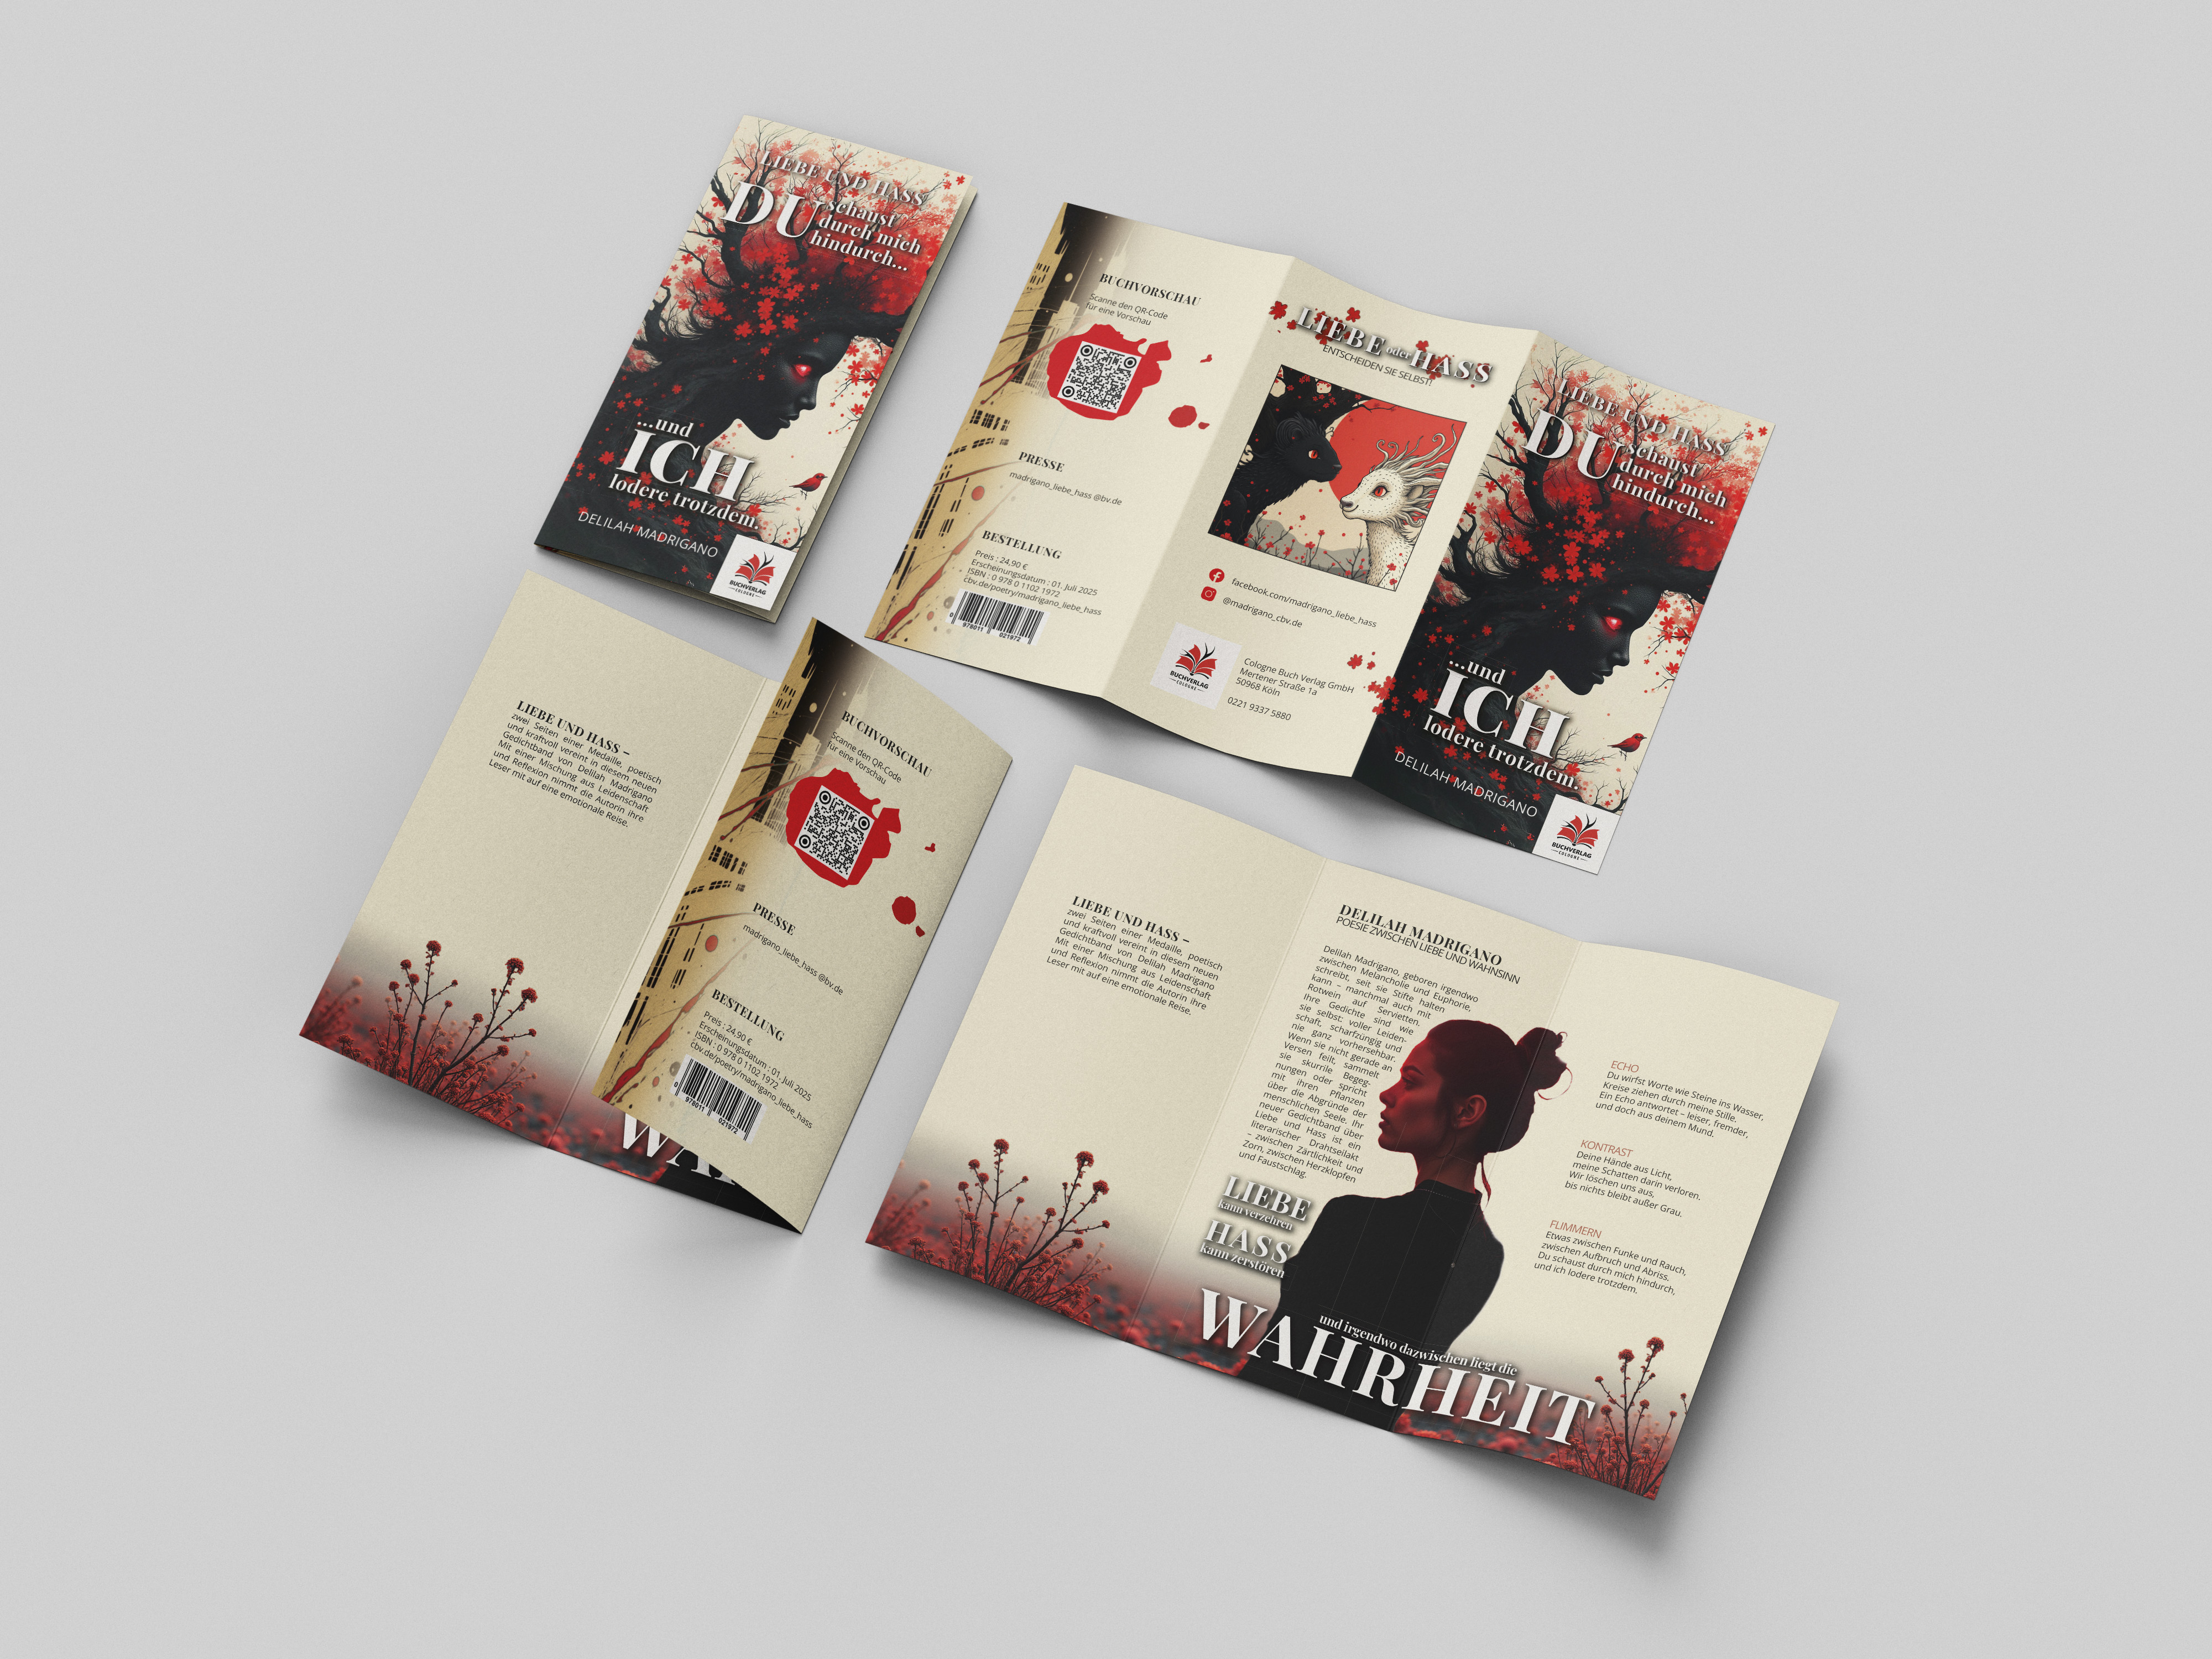 LIEBE UND HASS
DU schaust
durch mich
hindurch...
...und
ICH
lodere trotzdem.
DELILAH MADRIGANO
BUCHVERLAG
COLOGNE
BUCHVORSCHAU
Scanne den QR-Code
für eine Vorschau
PRESSE
madrigano_liebe_hass @bv.de
BESTELLUNG
Preis : 24,90 €
Erscheinungsdatum : 01. Juli 2025
ISBN : 0 978 0 1102 1972
cbv.de/poetry/madrigano_liebe_hass
0 978011 021972
LIEBE oder HASS
ENTSCHEIDEN SIE SELBST!
facebook.com/madrigano_liebe_hass
@madrigano_cbv.de
BUCHVERLAG
COLOGNE
Cologne Buch Verlag GmbH
Mertener Straße 1a
50968 Köln
0221 9337 5880
LIEBE UND HASS
DU schaust
durch mich
hindurch...
...und
ICH
lodere trotzdem.
DELILAH MADRIGANO
BUCHVERLAG
COLOGNE
LIEBE UND HASS –
zwei Seiten einer Medaille, poetisch
und kraftvoll vereint in diesem neuen
Gedichtband von Delilah Madrigano
Mit einer Mischung aus Leidenschaft
und Reflexion nimmt die Autorin ihre
Leser mit auf eine emotionale Reise.
WA
BUCHVORSCHAU
Scanne den QR-Code
für eine Vorschau
PRESSE
madrigano_liebe_hass @bv.de
BESTELLUNG
Preis : 24,90 €
Erscheinungsdatum : 01. Juli 2025
ISBN : 0 978 0 1102 1972
cbv.de/poetry/madrigano_liebe_hass
0 978011 021972
LIEBE UND HASS –
zwei Seiten einer Medaille, poetisch
und kraftvoll vereint in diesem neuen
Gedichtband von Delilah Madrigano
Mit einer Mischung aus Leidenschaft
und Reflexion nimmt die Autorin ihre
Leser mit auf eine emotionale Reise.
DELILAH MADRIGANO
POESIE ZWISCHEN LIEBE UND WAHNSINN
Delilah Madrigano, geboren irgendwo
zwischen Melancholie und Euphorie,
schreibt, seit sie Stifte halten
kann – manchmal auch mit
Rotwein auf Servietten.
Ihre Gedichte sind wie
sie selbst: voller Leiden-
schaft, scharfzüngig und
nie ganz vorhersehbar.
Wenn sie nicht gerade an
Versen feilt, sammelt
sie skurrile Begeg-
nungen oder spricht
mit ihren Pflanzen
über die Abgründe der
menschlichen Seele. Ihr
neuer Gedichtband über
Liebe und Hass ist ein
literarischer Drahtseilakt
– zwischen Zärtlichkeit und
Zorn, zwischen Herzklopfen
und Faustschlag.
LIEBE
kann verzehren
HASS
kann zerstören
und irgendwo dazwischen liegt die
WAHRHEIT
ECHO
Du wirfst Worte wie Steine ins Wasser,
Kreise ziehen durch meine Stille.
Ein Echo antwortet – leiser, fremder,
und doch aus deinem Mund.
KONTRAST
Deine Hände aus Licht,
meine Schatten darin verloren.
Wir löschen uns aus,
bis nichts bleibt außer Grau.
FLIMMERN
Etwas zwischen Funke und Rauch,
zwischen Aufbruch und Abriss.
Du schaust durch mich hindurch,
und ich lodere trotzdem.